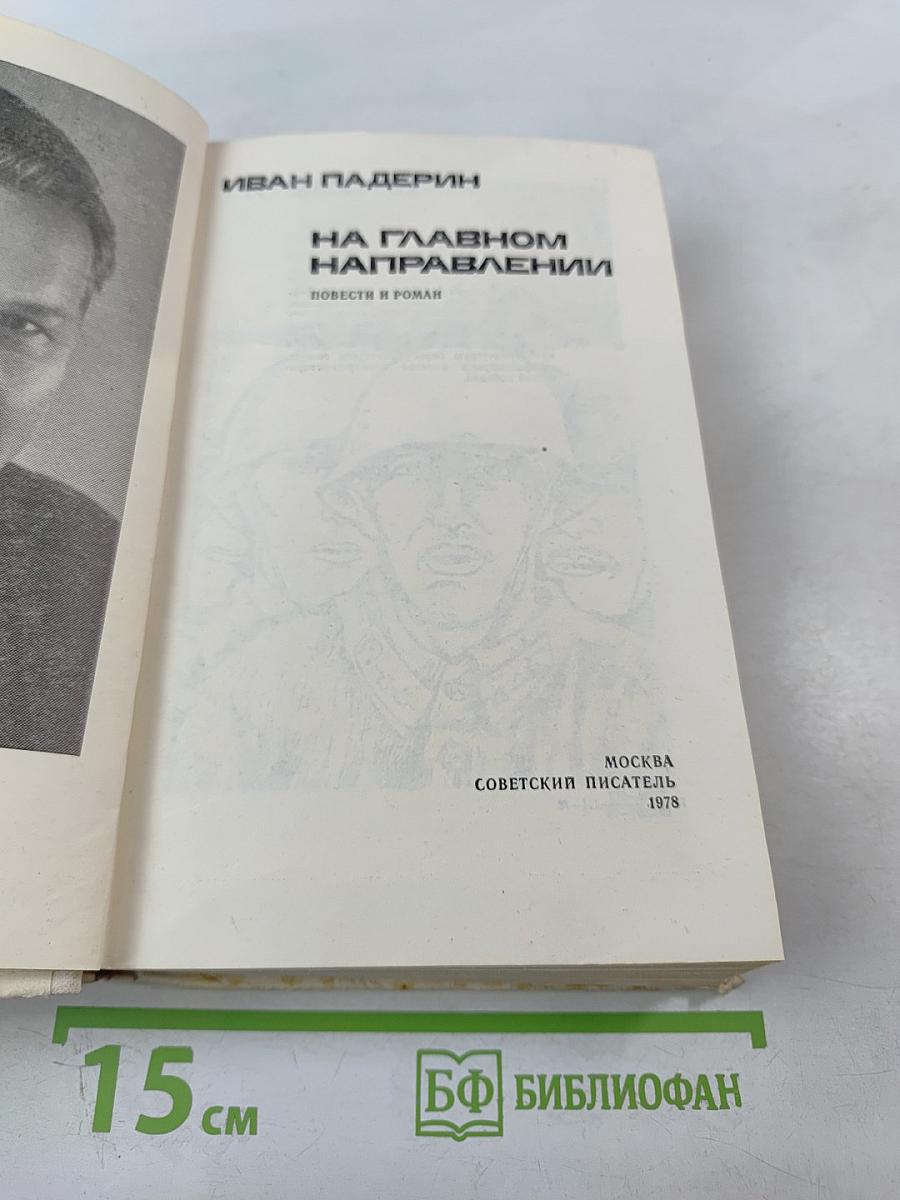 ИВАН ПАДЕРИН
НА ГЛАВНОМ
НАПРАВЛЕНИИ
ПОВЕСТИ И РОМАН
МОСКВА
СОВЕТСКИЙ ПИСАТЕЛЬ
1978
15 см
БФ БИБЛИОФАН